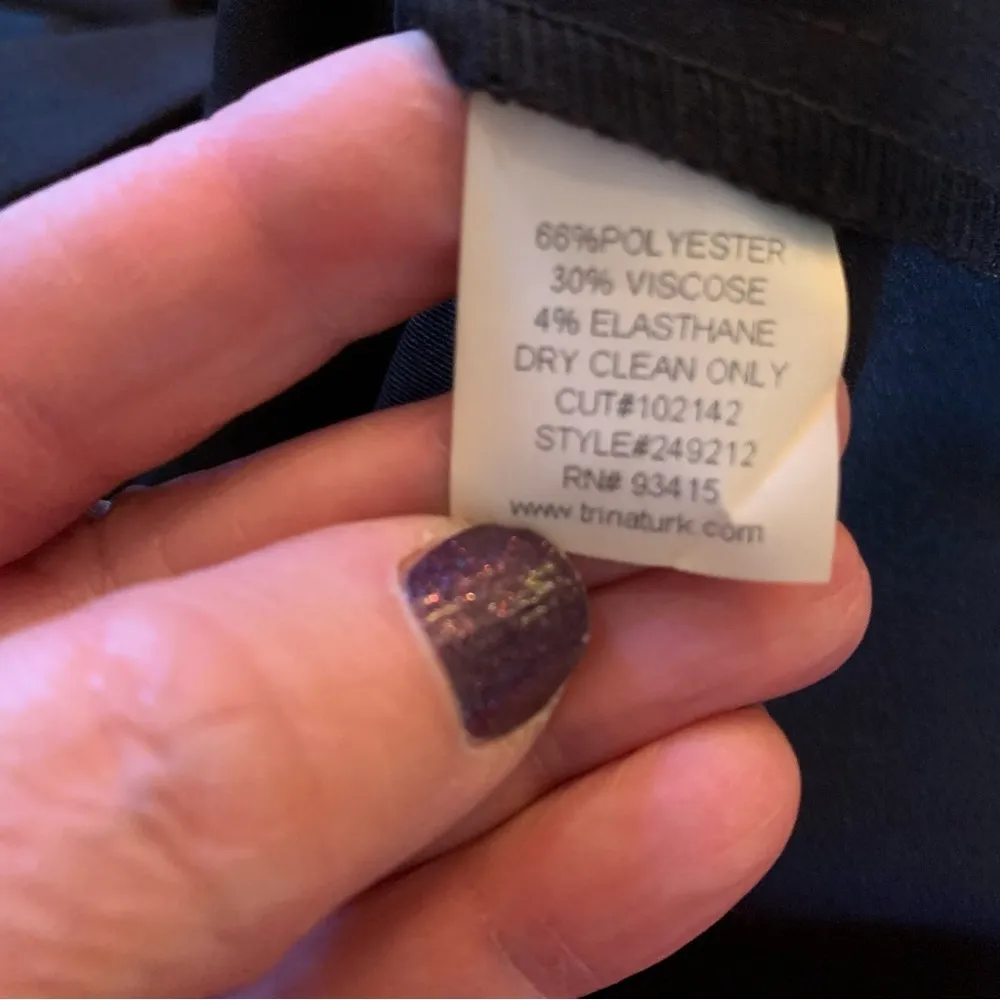 66%POLYESTER
30% VISCOSE
4% ELASTHANE
DRY CLEAN ONLY
CUT#102142
STYLE#249212
RN# 93415
www.trinaturk.com